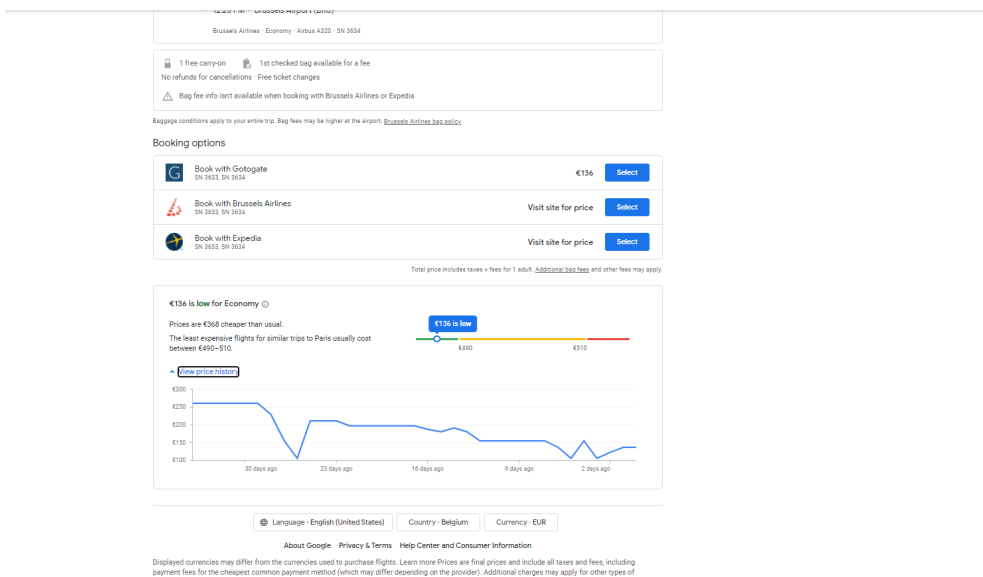 12:25 PM · Brussels Airport (BRU)
Brussels Airlines · Economy · Airbus A320 · SN 3634
1 free carry-on 1st checked bag available for a fee
No refunds for cancellations · Free ticket changes
Bag fee info isn't available when booking with Brussels Airlines or Expedia
Baggage conditions apply to your entire trip. Bag fees may be higher at the airport. Brussels Airlines bag policy
Booking options
G
Book with Gotogate
SN 3633, SN 3634
€136
Select
Book with Brussels Airlines
SN 3633, SN 3634
Visit site for price
Select
Book with Expedia
SN 3633, SN 3634
Visit site for price
Select
Total price includes taxes + fees for 1 adult. Additional bag fees and other fees may apply.
€136 is low for Economy
Prices are €368 cheaper than usual.
The least expensive flights for similar trips to Paris usually cost
between €490–510.
€136 is low
€490 €510
View price history
€300
€250
€200
€150
€100
30 days ago 23 days ago 16 days ago 9 days ago 2 days ago
Language · English (United States) Country · Belgium Currency · EUR
About Google Privacy & Terms Help Center and Consumer Information
Displayed currencies may differ from the currencies used to purchase flights. Learn more Prices are final prices and include all taxes and fees, including
payment fees for the cheapest common payment method (which may differ depending on the provider). Additional charges may apply for other types of